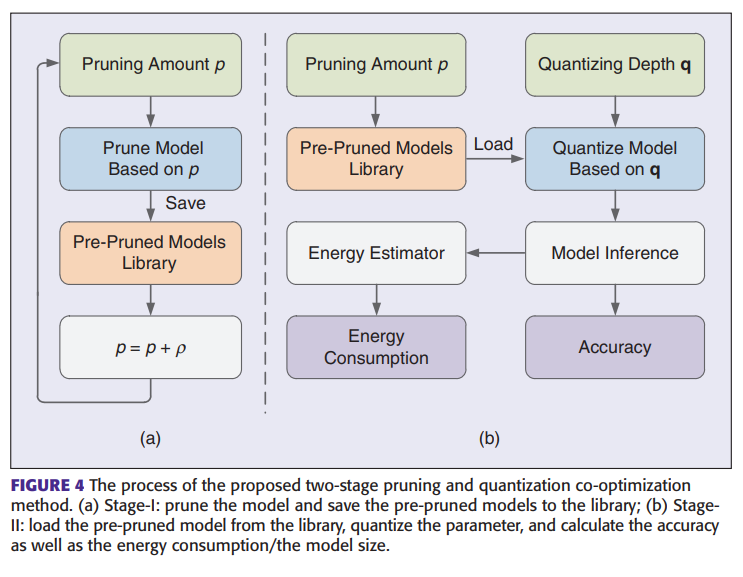 Pruning Amount p
Prune Model
Based on p
Save
Pre-Pruned Models
Library
p = p + ρ
(a)
Pruning Amount p
Pre-Pruned Models
Library
Load
Quantizing Depth q
Quantize Model
Based on q
Energy Estimator
Model Inference
Energy
Consumption
Accuracy
(b)
FIGURE 4 The process of the proposed two-stage pruning and quantization co-optimization
method. (a) Stage-I: prune the model and save the pre-pruned models to the library; (b) Stage-
II: load the pre-pruned model from the library, quantize the parameter, and calculate the accuracy
as well as the energy consumption/the model size.